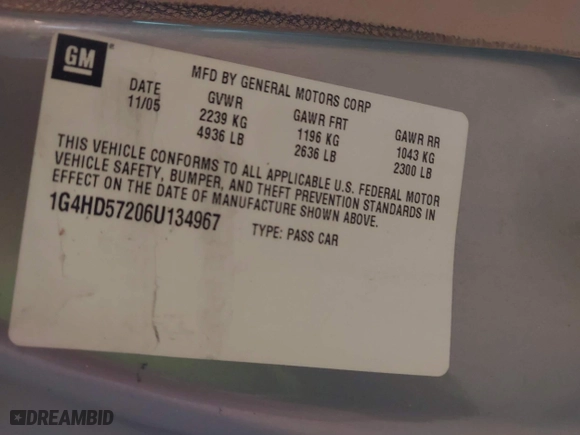 GM
MFD BY GENERAL MOTORS CORP
DATE GVWR GAWR FRT GAWR RR
11/05 2239 KG 1196 KG 1043 KG
4936 LB 2636 LB 2300 LB
THIS VEHICLE CONFORMS TO ALL APPLICABLE U.S. FEDERAL MOTOR
VEHICLE SAFETY, BUMPER, AND THEFT PREVENTION STANDARDS IN
EFFECT ON THE DATE OF MANUFACTURE SHOWN ABOVE.
1G4HD57206U134967 TYPE: PASS CAR
DREAMBID